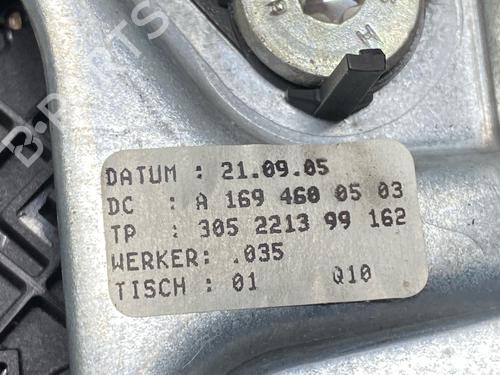 DATUM : 21.09.05
DC : A 169 460 05 03
TP : 305 2213 99 162
WERKER: .035
TISCH : 01 Q10
B-PARTS